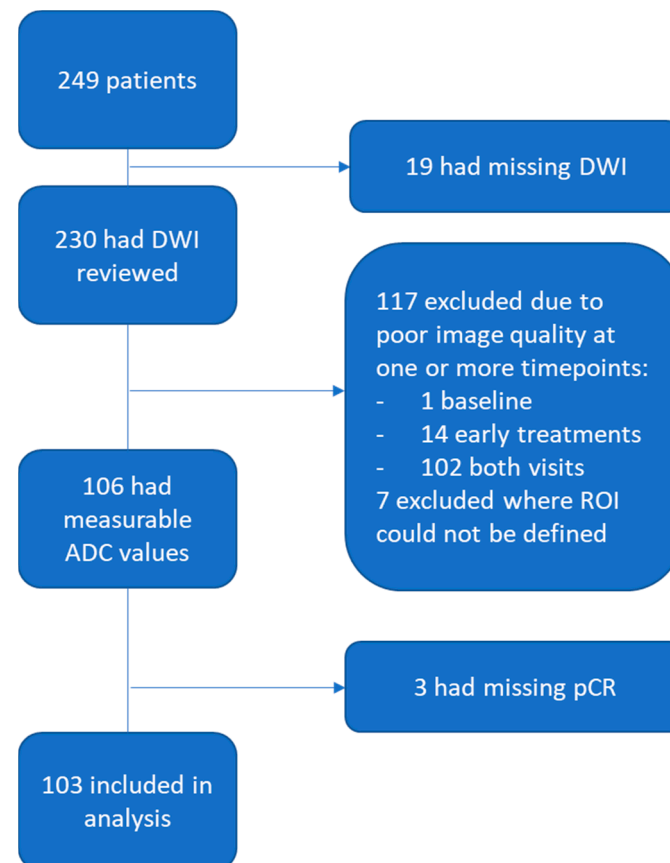 249 patients
19 had missing DWI
230 had DWI
reviewed
117 excluded due to
poor image quality at
one or more timepoints:
- 1 baseline
- 14 early treatments
- 102 both visits
7 excluded where ROI
could not be defined
106 had
measurable
ADC values
3 had missing pCR
103 included in
analysis